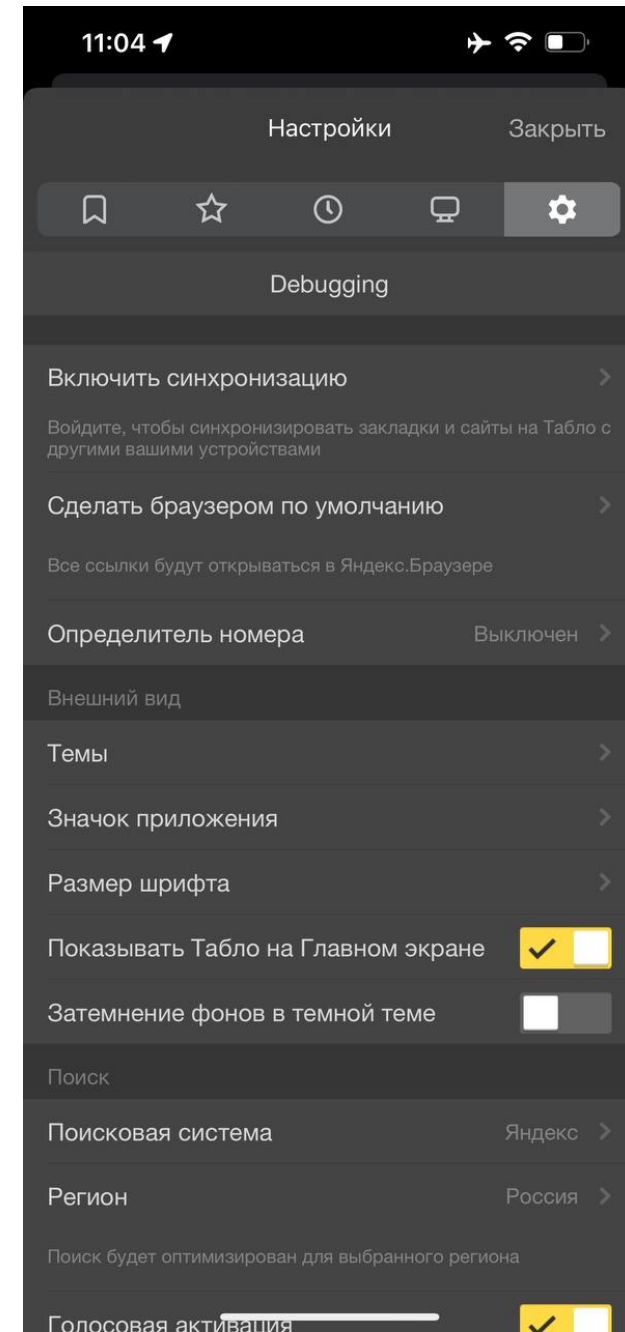 11:04
Настройки
Закрыть
Debugging
Включить синхронизацию
Войдите, чтобы синхронизировать закладки и сайты на Табло с
другими вашими устройствами
Сделать браузером по умолчанию
Все ссылки будут открываться в Яндекс.Браузере
Определитель номера Выключен
Внешний вид
Темы
Значок приложения
Размер шрифта
Показывать Табло на Главном экране
Затемнение фонов в темной теме
Поиск
Поисковая система Яндекс
Регион Россия
Поиск будет оптимизирован для выбранного региона
Голосовая активация